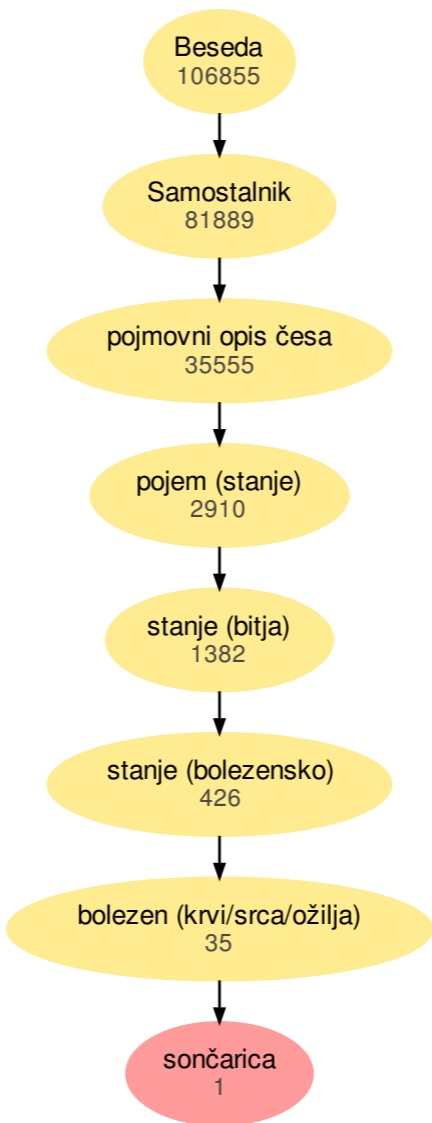 Beseda
106855
Samostalnik
81889
pojmovni opis česa
35555
pojem (stanje)
2910
stanje (bitja)
1382
stanje (bolezensko)
426
bolezen (krvi/srca/ožilja)
35
sončarica
1